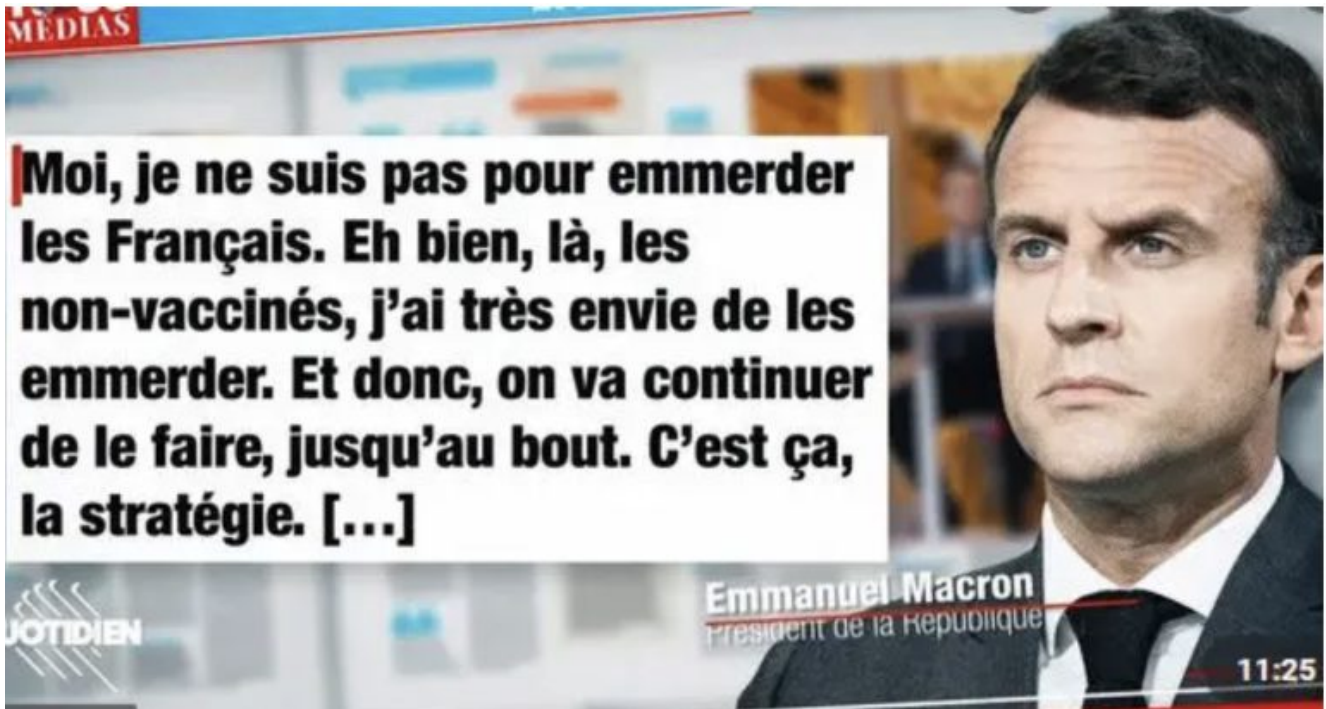 MÉDIAS
Moi, je ne suis pas pour emmerder
les Français. Eh bien, là, les
non-vaccinés, j’ai très envie de les
emmerder. Et donc, on va continuer
de le faire, jusqu’au bout. C’est ça,
la stratégie. […]
Emmanuel Macron
Président de la République
UOTIDIEN
11:25